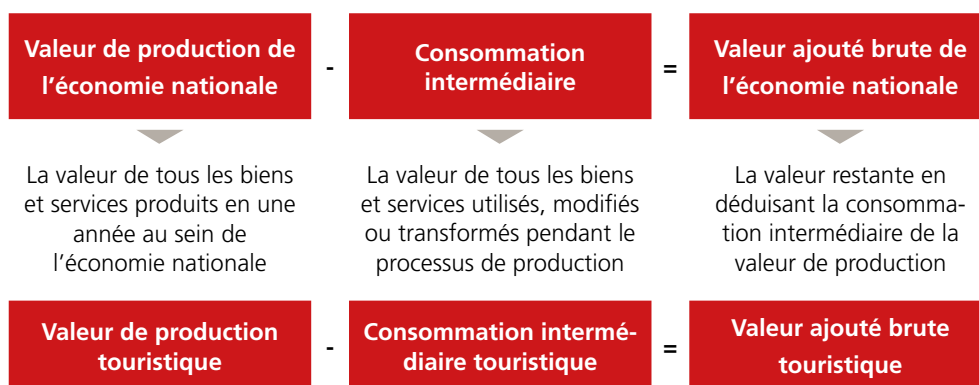 Valeur de production de
l’économie nationale
-
Consommation
intermédiaire
=
Valeur ajouté brute de
l’économie nationale
La valeur de tous les biens
et services produits en une
année au sein de
l’économie nationale
La valeur de tous les biens
et services utilisés, modifiés
ou transformés pendant le
processus de production
La valeur restante en
déduisant la consomma-
tion intermédiaire de la
valeur de production
Valeur de production
touristique
-
Consommation intermé-
diaire touristique
=
Valeur ajouté brute
touristique